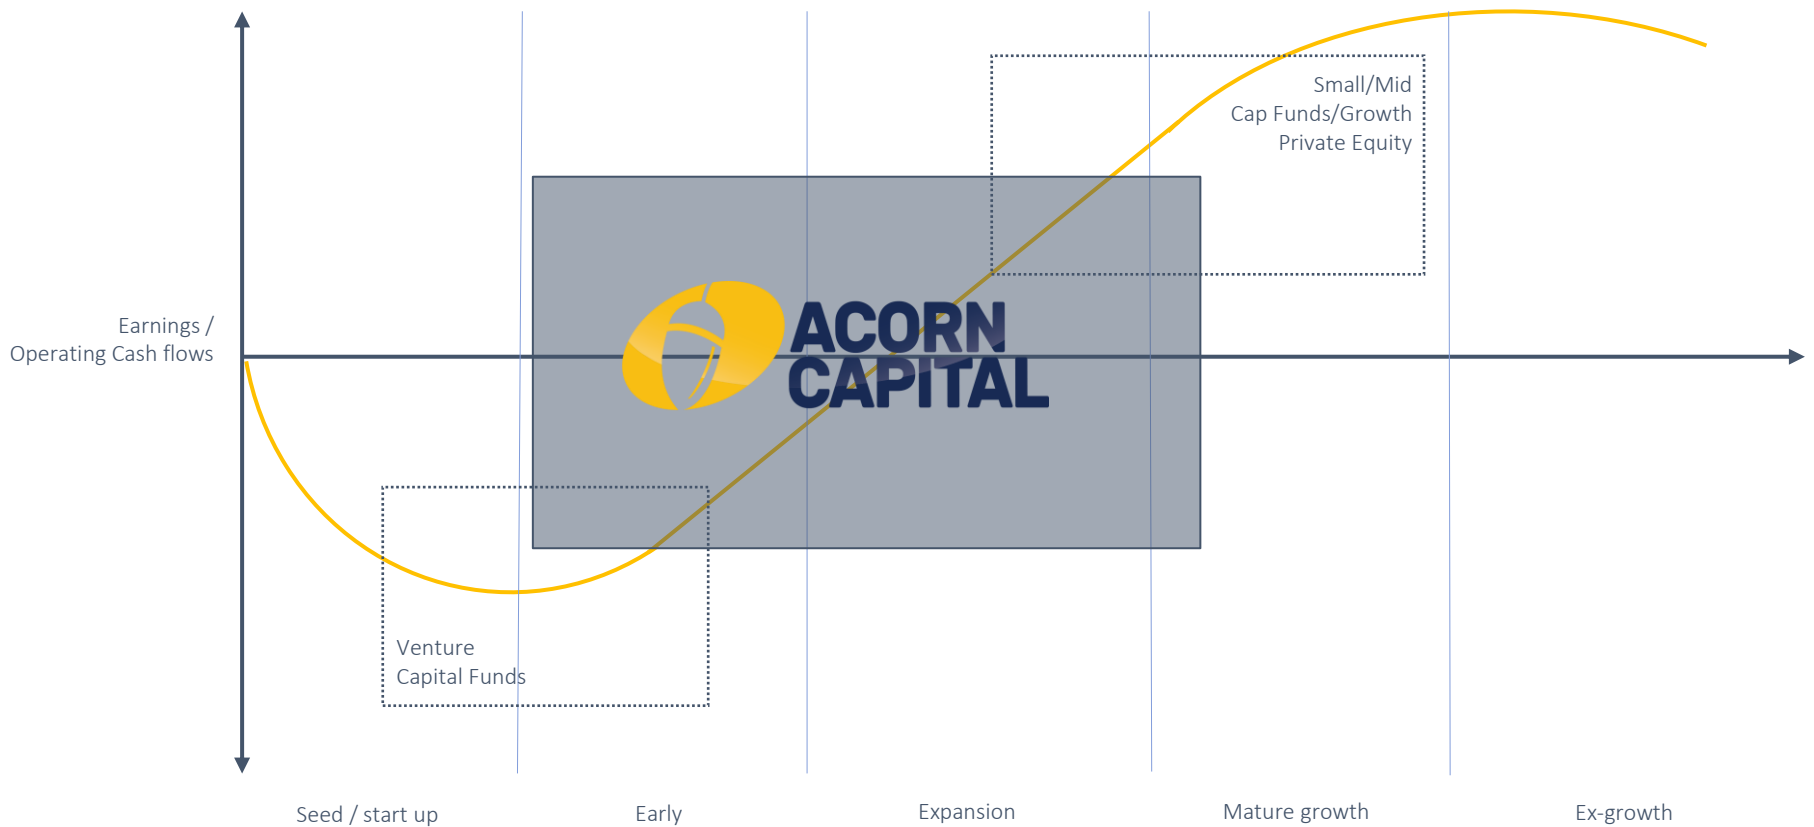 Small/Mid
Cap Funds/Growth
Private Equity
ACORN
CAPITAL
Earnings /
Operating Cash flows
Venture
Capital Funds
Seed / start up
Early
Expansion
Mature growth
Ex-growth